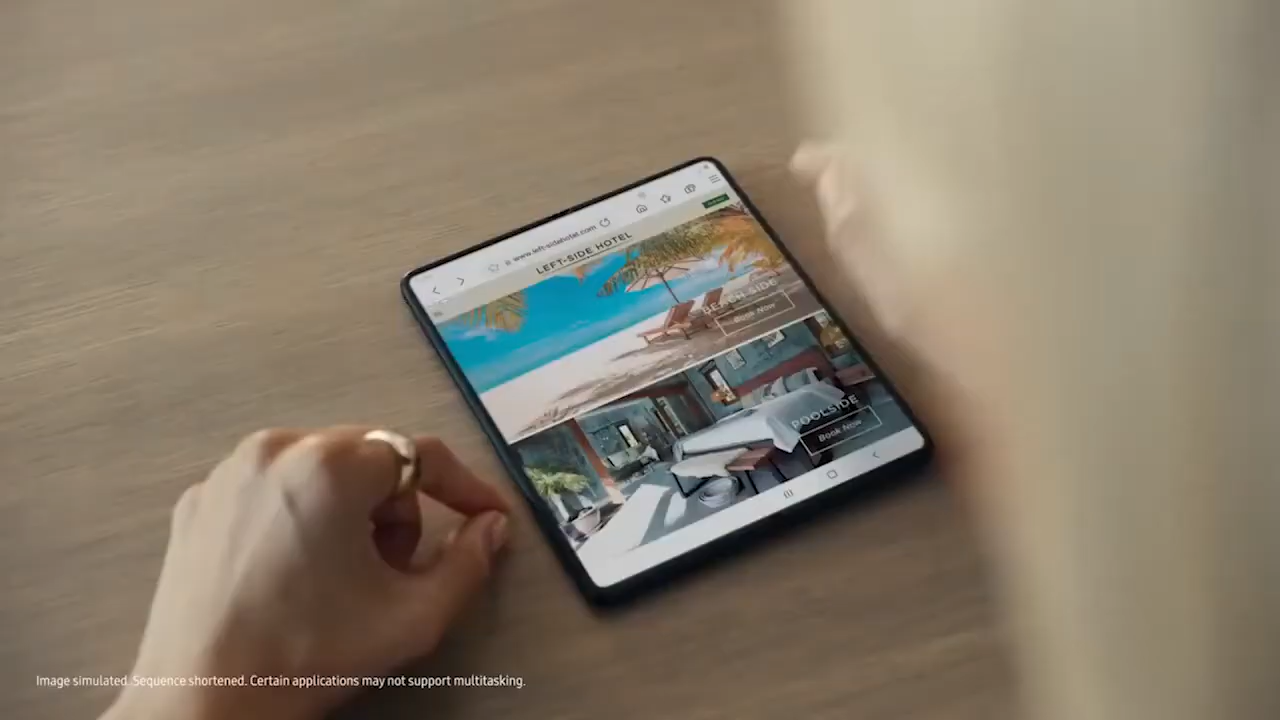 www.left-sidehotel.com
LEFT-SIDE HOTEL
BEACH SIDE
Book Now
POOLSIDE
Book Now
Image simulated. Sequence shortened. Certain applications may not support multitasking.